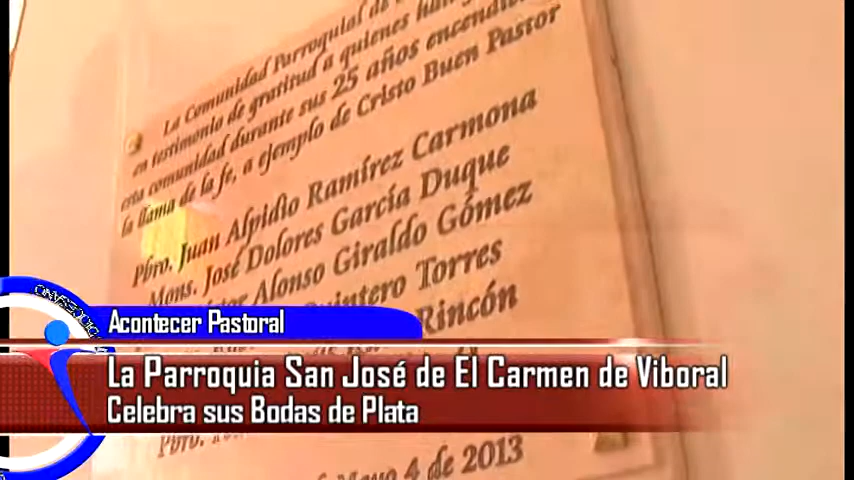 La Comunidad Parroquial de
en testimonio de gratitud a quienes han
esta comunidad durante sus 25 años encendie
la llama de la fe, a ejemplo de Cristo Buen Pastor
Pbro. Juan Alpidio Ramírez Carmona
Mons. José Dolores García Duque
Alonso Giraldo Gómez
Quintero Torres
Rincón
Acontecer Pastoral
La Parroquia San José de El Carmen de Viboral
Celebra sus Bodas de Plata
Pbro.
Mayo 4 de 2013